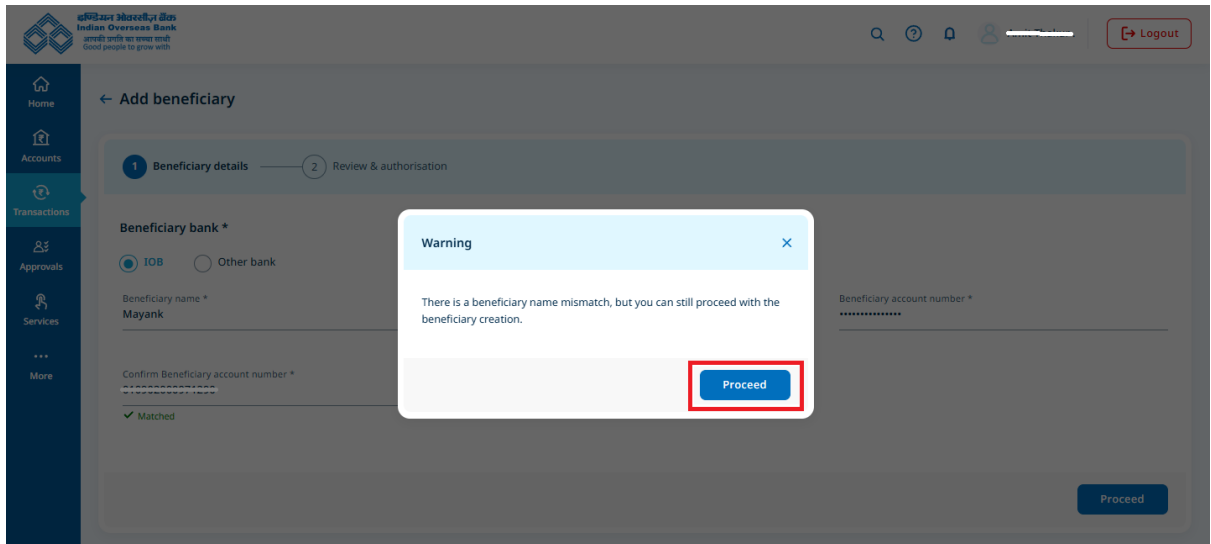 इण्डियन ओवरसीज़ बैंक
Indian Overseas Bank
आपकी प्रगति का सच्चा साथी
Good people to grow with
Logout
Home
Accounts
Transactions
Approvals
Services
More
Add beneficiary
1 Beneficiary details
2 Review & authorisation
Beneficiary bank *
IOB
Other bank
Beneficiary name *
Mayank
Beneficiary account number *
•••••••••••••••
Confirm Beneficiary account number *
Matched
Warning
There is a beneficiary name mismatch, but you can still proceed with the
beneficiary creation.
Proceed
Proceed